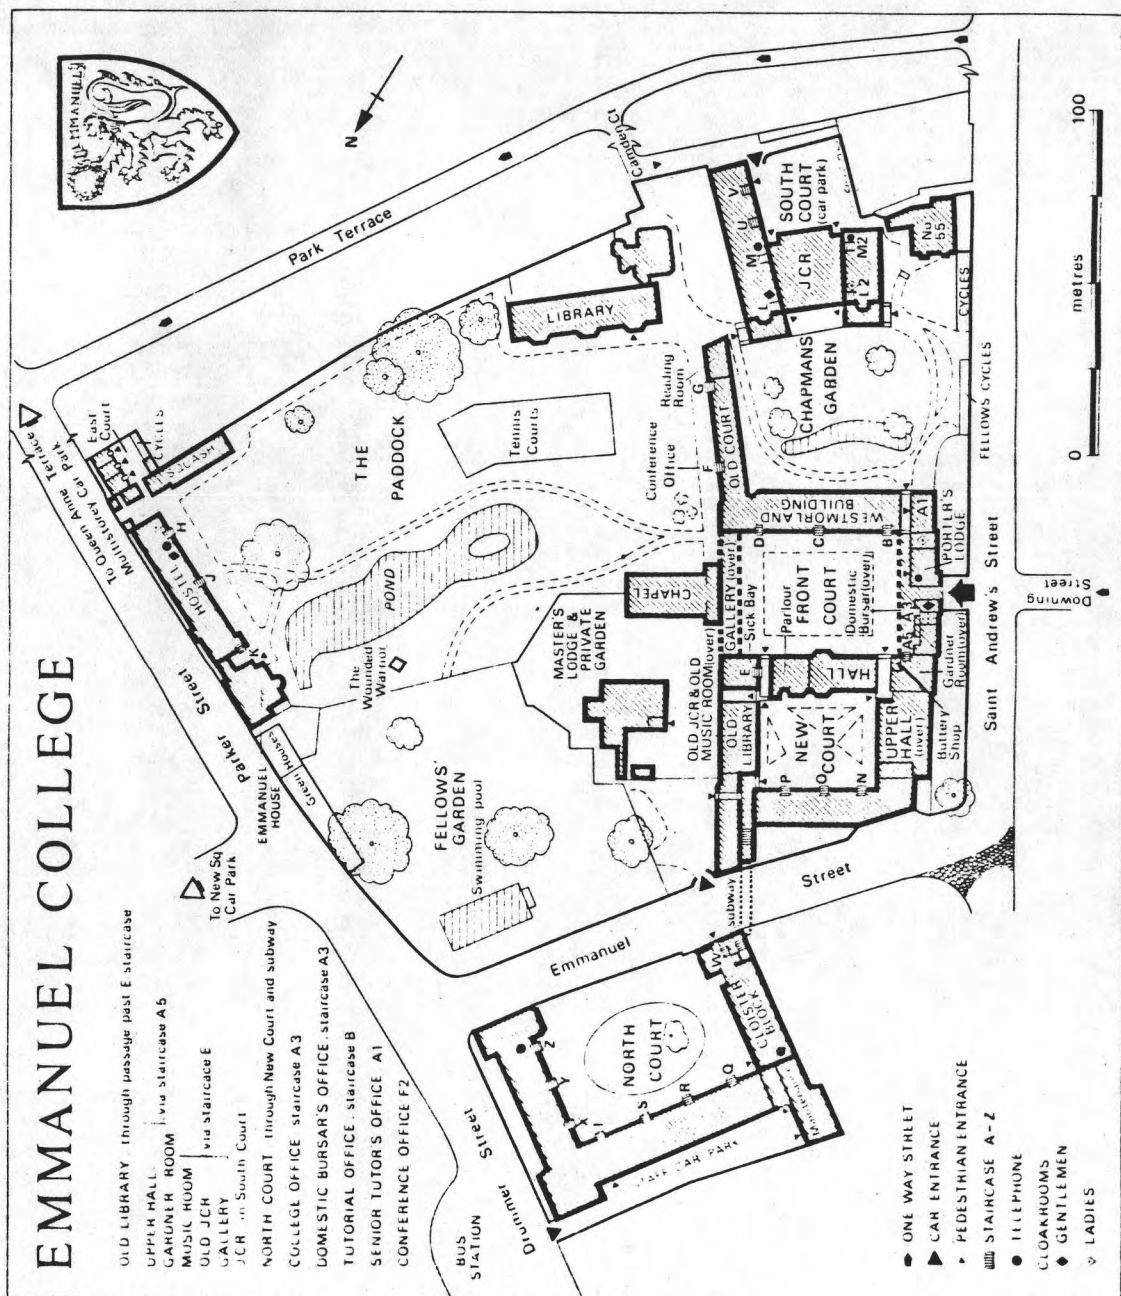 EMMANUEL COLLEGE
OLD LIBRARY through passage past E staircase
UPPER HALL
GARDNER ROOM via staircase A5
MUSIC ROOM
OLD JCR via staircace E
GALLERY
JCR in South Court
NORTH COURT through New Court and subway
COLLEGE OFFICE staircase A3
DOMESTIC BURSAR'S OFFICE, staircase A3
TUTORIAL OFFICE, staircase B
SENIOR TUTOR'S OFFICE A1
CONFERENCE OFFICE F2
EMMANUEL
N
To Queen Anne Terrace
Multistorey Car Park
East Court
CYCLES
SQUASH
Park Terrace
Camden Ct
Parker Street
HOSTEL
H
J
K
EMMANUEL HOUSE
Green Houses
To New Sq Car Park
THE PADDOCK
POND
The Wounded Warrior
FELLOWS' GARDEN
Swimming pool
Tennis Courts
LIBRARY
Conference Office
Reading Room
F
G
OLD COURT
CHAPEL
MASTER'S LODGE & PRIVATE GARDEN
GALLERY (over)
Sick Bay
OLD JCR & OLD MUSIC ROOM (over)
OLD LIBRARY
E
Parlour
FRONT COURT
Domestic Bursar (over)
WESTMORLAND BUILDING
D
C
B
A1
A3
A5
PORTER'S LODGE
HALL
NEW COURT
P
O
N
UPPER HALL (over)
Buttery
Shop
Gardner Room (over)
CHAPMANS GARDEN
SOUTH COURT (car park)
JCR
L
M
U
V
L2
M2
No 65
CYCLES
FELLOWS CYCLES
Saint Andrew's Street
Downing Street
Emmanuel Street
subway
NORTH COURT
CLOISTER BLOCK
W
Z
Y
X
S
R
Q
STAFF CAR PARK
Drummer Street
BUS STATION
0
100
metres
ONE WAY STREET
CAR ENTRANCE
PEDESTRIAN ENTRANCE
STAIRCASE A-Z
TELEPHONE
CLOAKROOMS
GENTLEMEN
LADIES